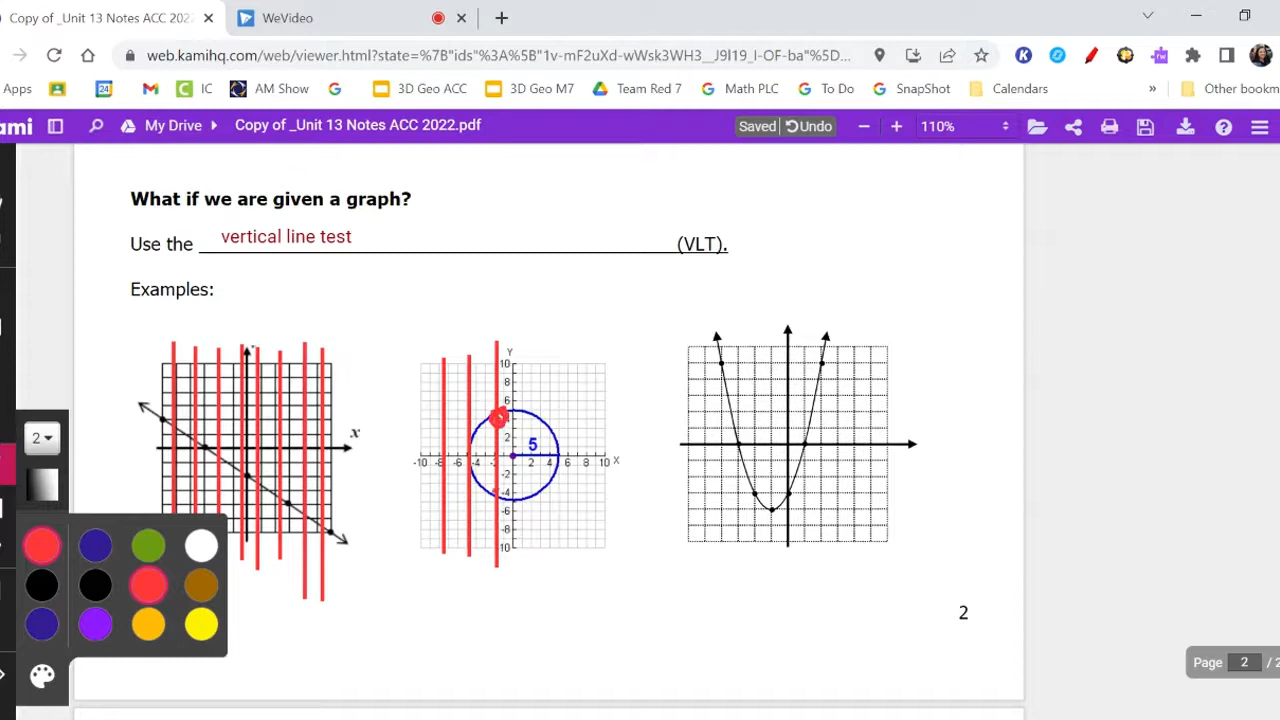 Copy of _Unit 13 Notes ACC 202
WeVideo
web.kamihq.com/web/viewer.html?state=%7B"ids"%3A%5B"1v-mF2uXd-wWsk3WH3__J9I19_I-OF-ba"%5D...
Apps 24 IC AM Show 3D Geo ACC 3D Geo M7 Team Red 7 Math PLC To Do SnapShot Calendars » Other bookm
ami My Drive Copy of _Unit 13 Notes ACC 2022.pdf Saved Undo 110%
What if we are given a graph?
Use the vertical line test (VLT).
Examples:
x
Y
10
8
6
2
5
-10 -8 -6 -4 -2 2 4 6 8 10 X
-2
-4
-6
-8
10
2
2
Page 2 / 2